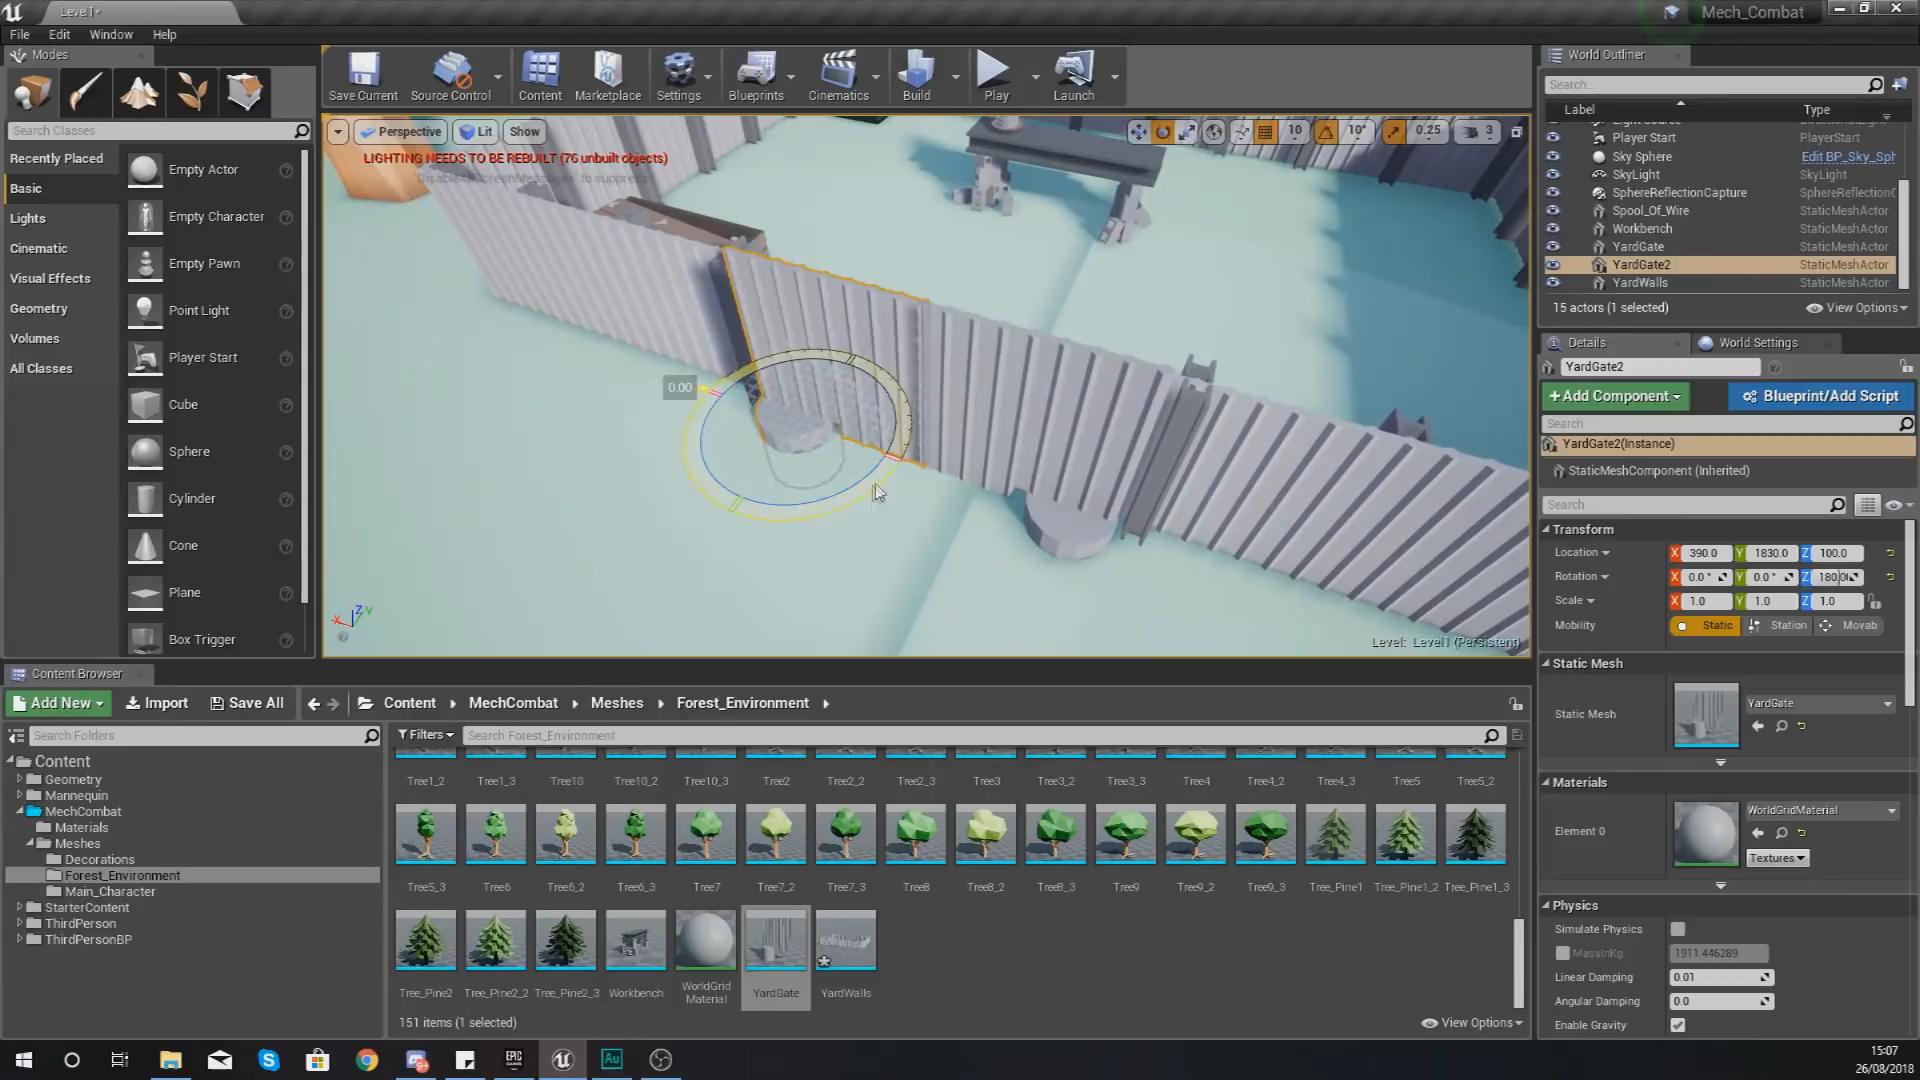 Level1*
Mech_Combat
File Edit Window Help
Modes
Save Current
Source Control
Content
Marketplace
Settings
Blueprints
Cinematics
Build
Play
Launch
Search Classes
Recently Placed
Basic
Lights
Cinematic
Visual Effects
Geometry
Volumes
All Classes
Empty Actor
Empty Character
Empty Pawn
Point Light
Player Start
Cube
Sphere
Cylinder
Cone
Plane
Box Trigger
Perspective
Lit
Show
10
10°
0.25
3
LIGHTING NEEDS TO BE REBUILT (76 unbuilt objects)
0.00
X Z Y
Level: Level1 (Persistent)
World Outliner
Search...
Label Type
Player Start PlayerStart
Sky Sphere Edit BP_Sky_Sph
SkyLight SkyLight
SphereReflectionCapture SphereReflectionC
Spool_Of_Wire StaticMeshActor
Workbench StaticMeshActor
YardGate StaticMeshActor
YardGate2 StaticMeshActor
YardWalls StaticMeshActor
15 actors (1 selected)
View Options
Details
World Settings
YardGate2
+Add Component
Blueprint/Add Script
Search
YardGate2(Instance)
StaticMeshComponent (Inherited)
Search
Transform
Location X 390.0 Y 1830.0 Z 100.0
Rotation X 0.0 ° Y 0.0 ° Z 180.0
Scale X 1.0 Y 1.0 Z 1.0
Mobility Static Station Movab
Static Mesh
Static Mesh YardGate
Materials
Element 0 WorldGridMaterial
Textures
Physics
Simulate Physics
MassInKg 1911.446289
Linear Damping 0.01
Angular Damping 0.0
Enable Gravity
Content Browser
Add New
Import
Save All
Content MechCombat Meshes Forest_Environment
Search Folders
Filters
Search Forest_Environment
Content
Geometry
Mannequin
MechCombat
Materials
Meshes
Decorations
Forest_Environment
Main_Character
StarterContent
ThirdPerson
ThirdPersonBP
Tree1_2 Tree1_3 Tree10 Tree10_2 Tree10_3 Tree2 Tree2_2 Tree2_3 Tree3 Tree3_2 Tree3_3 Tree4 Tree4_2 Tree4_3 Tree5 Tree5_2
Tree5_3 Tree6 Tree6_2 Tree6_3 Tree7 Tree7_2 Tree7_3 Tree8 Tree8_2 Tree8_3 Tree9 Tree9_2 Tree9_3 Tree_Pine1 Tree_Pine1_2 Tree_Pine1_3
Tree_Pine2 Tree_Pine2_2 Tree_Pine2_3 Workbench WorldGrid Material YardGate YardWalls
151 items (1 selected)
View Options
EPIC
Au
15:07
26/08/2018